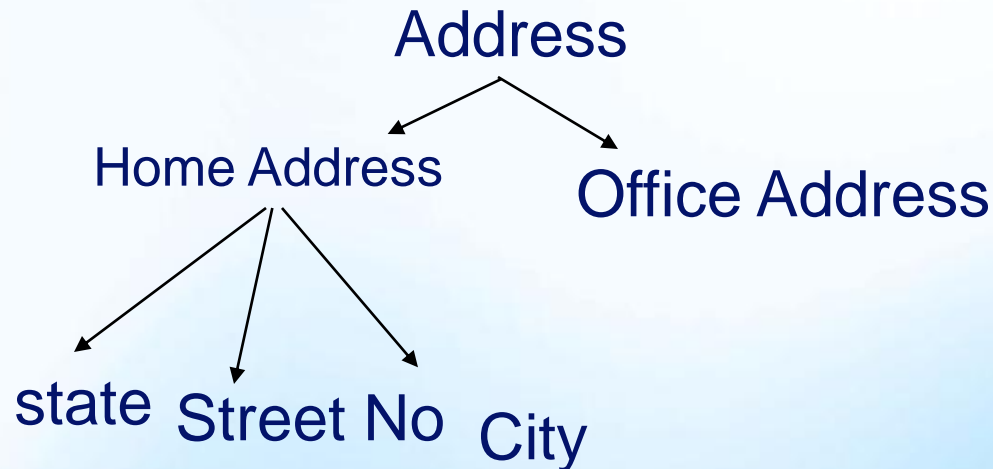 Address
Home Address
Office Address
state
Street No
City